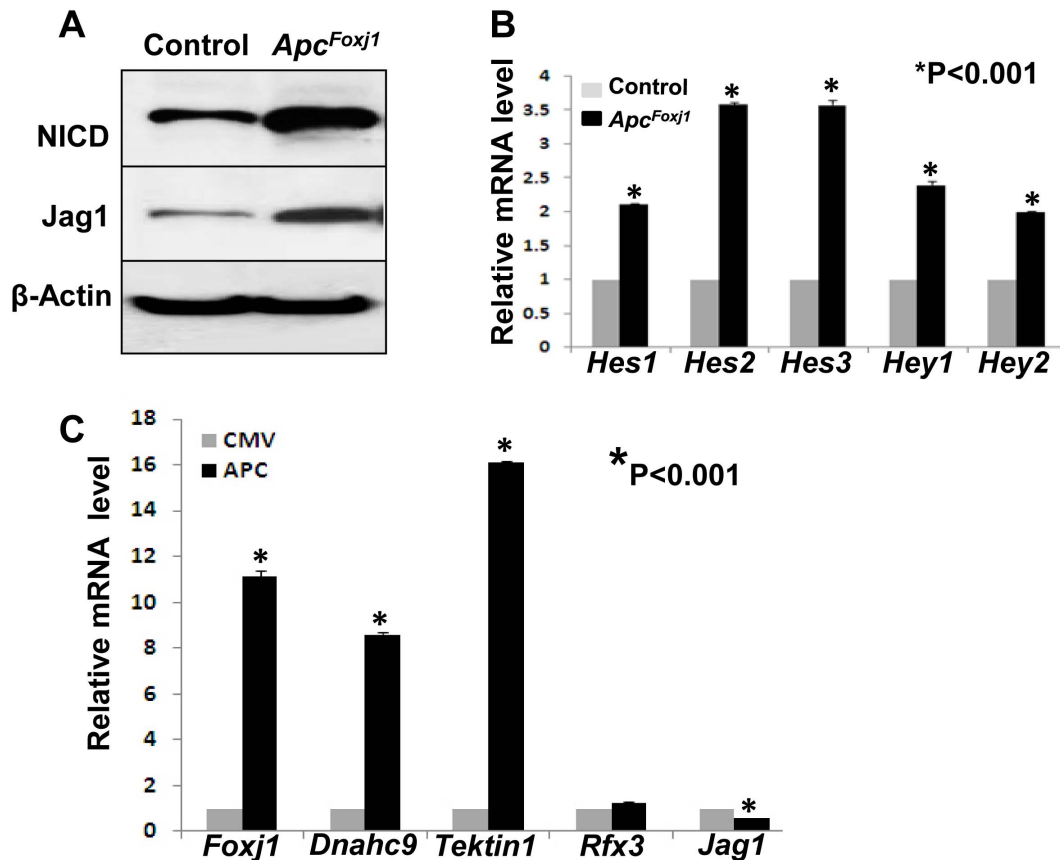 A
Control Apc^Foxj1
NICD
Jag1
β-Actin
B
Control
Apc^Foxj1
*P<0.001
Relative mRNA level
4
3.5
3
2.5
2
1.5
1
0.5
0
* * * * *
Hes1 Hes2 Hes3 Hey1 Hey2
C
CMV
APC
*P<0.001
Relative mRNA level
18
16
14
12
10
8
6
4
2
0
* * * *
Foxj1 Dnahc9 Tektin1 Rfx3 Jag1